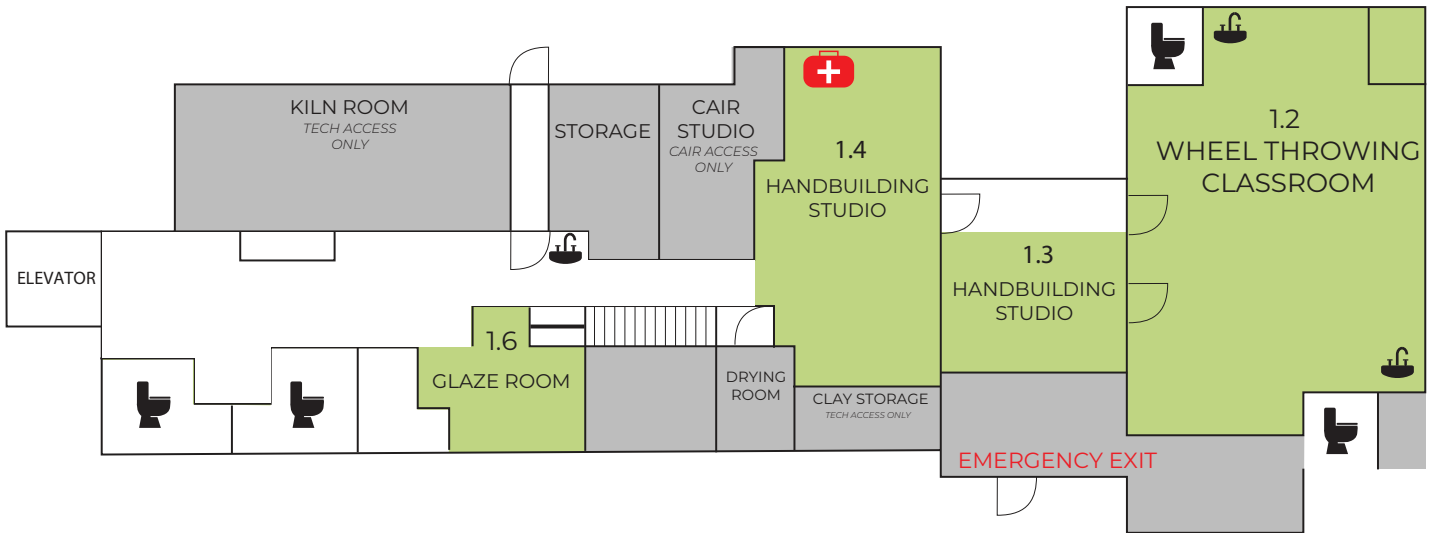 KILN ROOM
TECH ACCESS
ONLY
STORAGE
CAIR
STUDIO
CAIR ACCESS
ONLY
1.4
HANDBUILDING
STUDIO
1.2
WHEEL THROWING
CLASSROOM
ELEVATOR
1.3
HANDBUILDING
STUDIO
1.6
GLAZE ROOM
DRYING
ROOM
CLAY STORAGE
TECH ACCESS ONLY
EMERGENCY EXIT